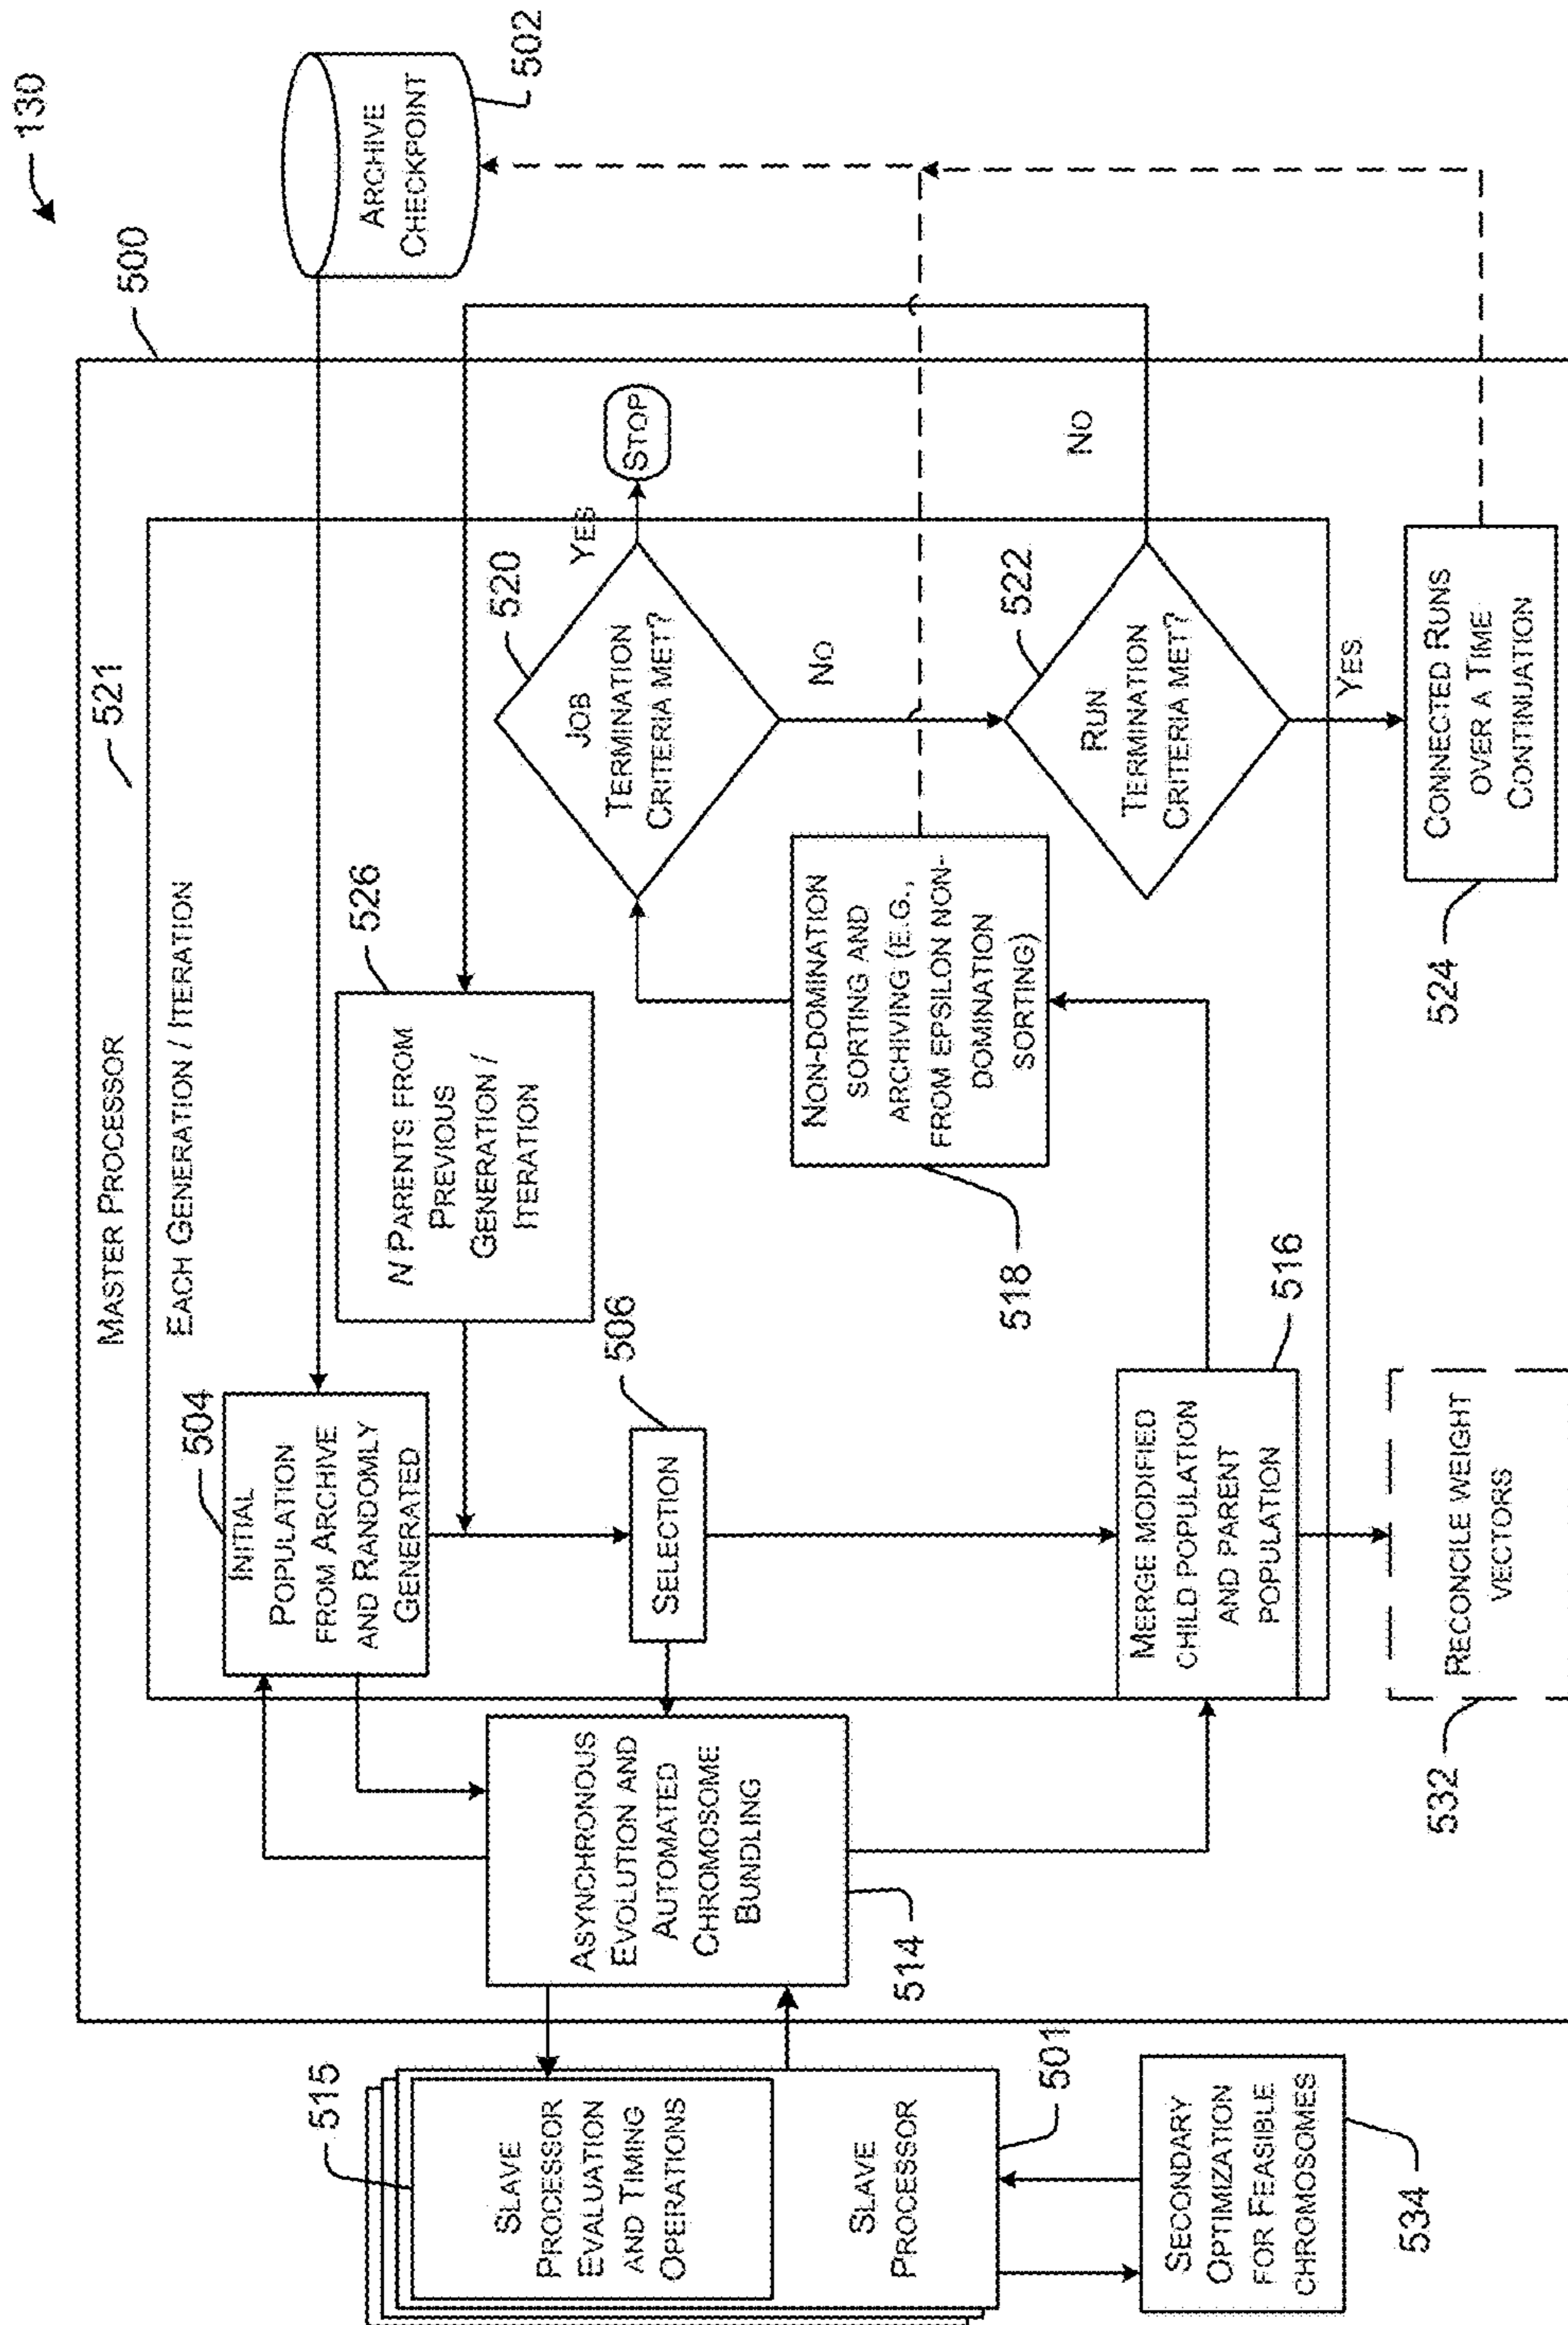 130
MASTER PROCESSOR
521
500
EACH GENERATION / ITERATION
ARCHIVE
CHECKPOINT
502
504
INITIAL
POPULATION
FROM ARCHIVE
AND RANDOMLY
GENERATED
526
N PARENTS FROM
PREVIOUS
GENERATION /
ITERATION
506
SELECTION
520
JOB
TERMINATION
CRITERIA MET?
YES
STOP
NO
515
SLAVE
PROCESSOR
EVALUATION
AND TIMING
OPERATIONS
SLAVE
PROCESSOR
501
ASYNCHRONOUS
EVOLUTION AND
AUTOMATED
CHROMOSOME
BUNDLING
514
NON-DOMINATION
SORTING AND
ARCHIVING (E.G.,
FROM EPSILON NON-
DOMINATION
SORTING)
518
522
RUN
TERMINATION
CRITERIA MET?
NO
YES
MERGE MODIFIED
CHILD POPULATION
AND PARENT
POPULATION
516
SECONDARY
OPTIMIZATION
FOR FEASIBLE
CHROMOSOMES
534
RECONCILE WEIGHT
VECTORS
532
CONNECTED RUNS
OVER A TIME
CONTINUATION
524